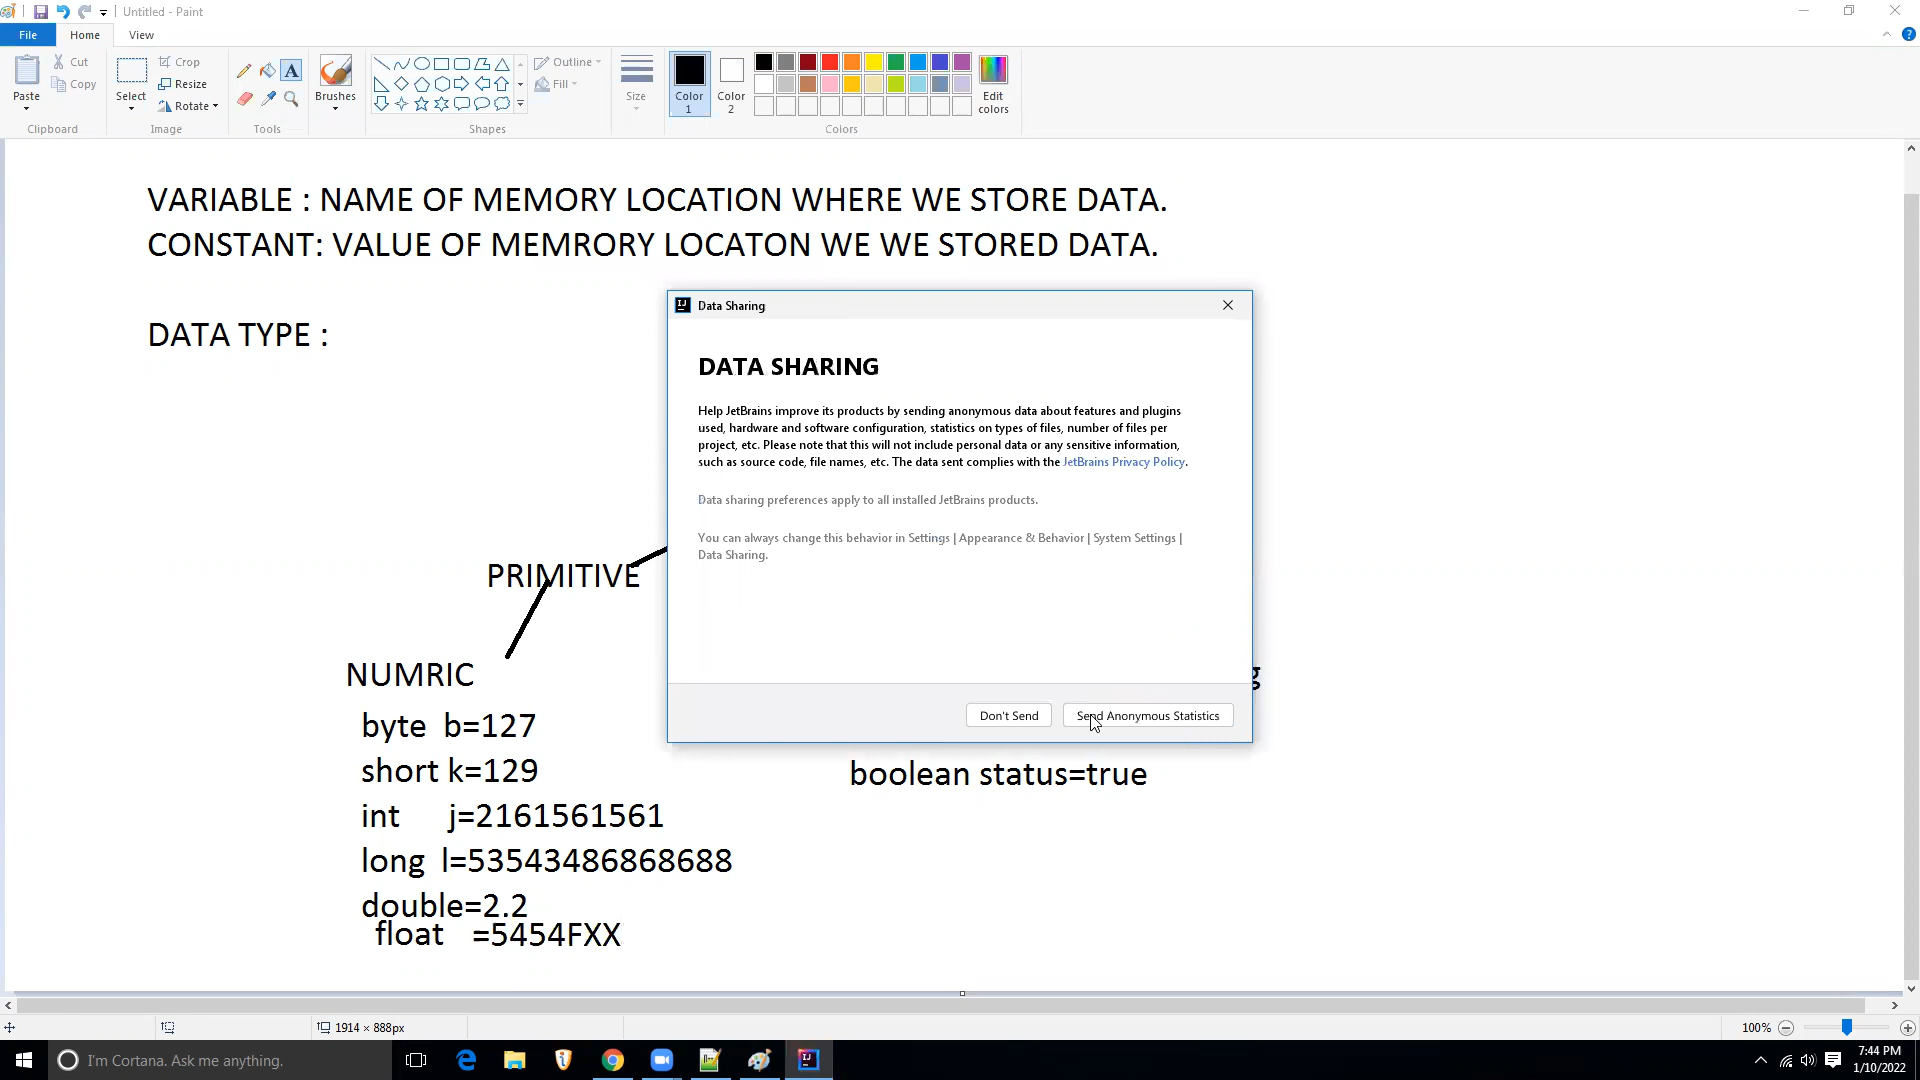 Untitled - Paint
File
Home
View
Paste
Cut
Copy
Clipboard
Select
Crop
Resize
Rotate
Image
A
Tools
Brushes
Shapes
Outline
Fill
Size
Color
1
Color
2
Edit
colors
Colors
VARIABLE : NAME OF MEMORY LOCATION WHERE WE STORE DATA.
CONSTANT: VALUE OF MEMRORY LOCATON WE WE STORED DATA.
DATA TYPE :
PRIMITIVE
NUMRIC
byte b=127
short k=129
int j=2161561561
long l=53543486868688
double=2.2
float =5454FXX
g
boolean status=true
IJ
Data Sharing
DATA SHARING
Help JetBrains improve its products by sending anonymous data about features and plugins
used, hardware and software configuration, statistics on types of files, number of files per
project, etc. Please note that this will not include personal data or any sensitive information,
such as source code, file names, etc. The data sent complies with the JetBrains Privacy Policy.
Data sharing preferences apply to all installed JetBrains products.
You can always change this behavior in Settings | Appearance & Behavior | System Settings |
Data Sharing.
Don't Send
Send Anonymous Statistics
1914 × 888px
100%
I'm Cortana. Ask me anything.
7:44 PM
1/10/2022